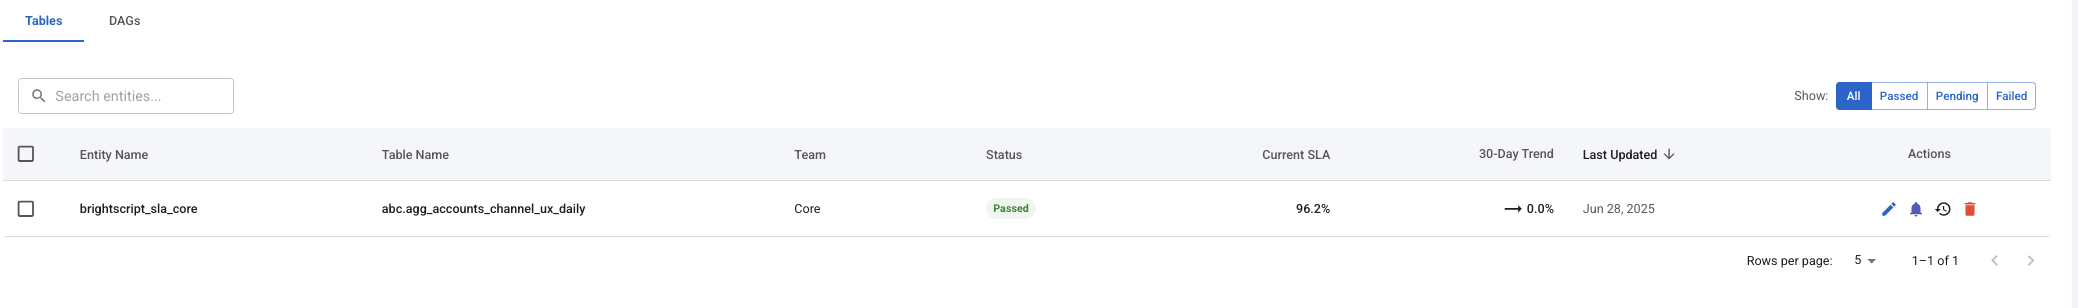 Tables DAGs
Search entities... Show: All Passed Pending Failed
Entity Name Table Name Team Status Current SLA 30-Day Trend Last Updated Actions
brightscript_sla_core abc.agg_accounts_channel_ux_daily Core Passed 96.2% 0.0% Jun 28, 2025
Rows per page: 5 1–1 of 1